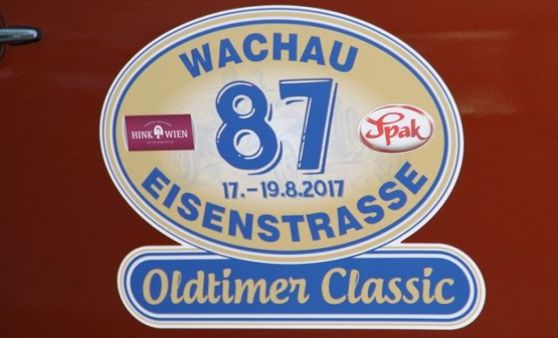 WACHAU
87
HINK WIEN
Spak
17.-19.8.2017
EISENSTRASSE
Oldtimer Classic